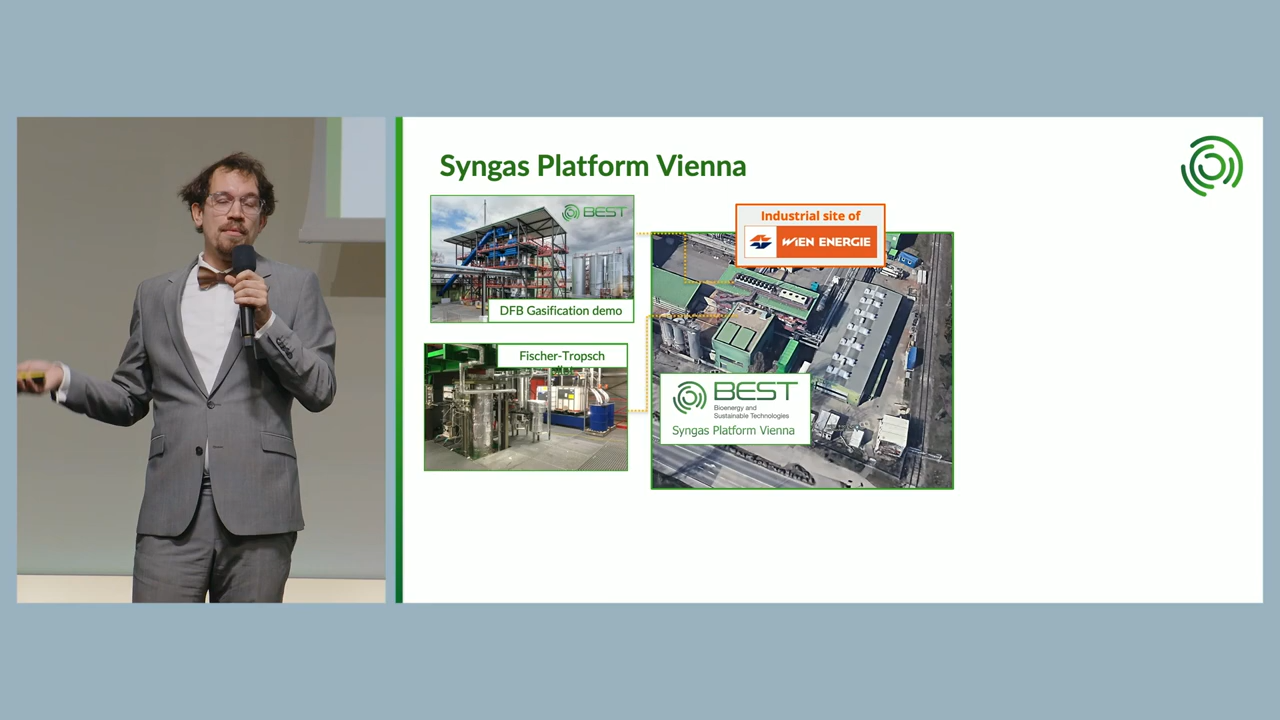 Syngas Platform Vienna
BEST
DFB Gasification demo
Fischer-Tropsch
Industrial site of
WIEN ENERGIE
BEST
Bioenergy and
Sustainable Technologies
Syngas Platform Vienna